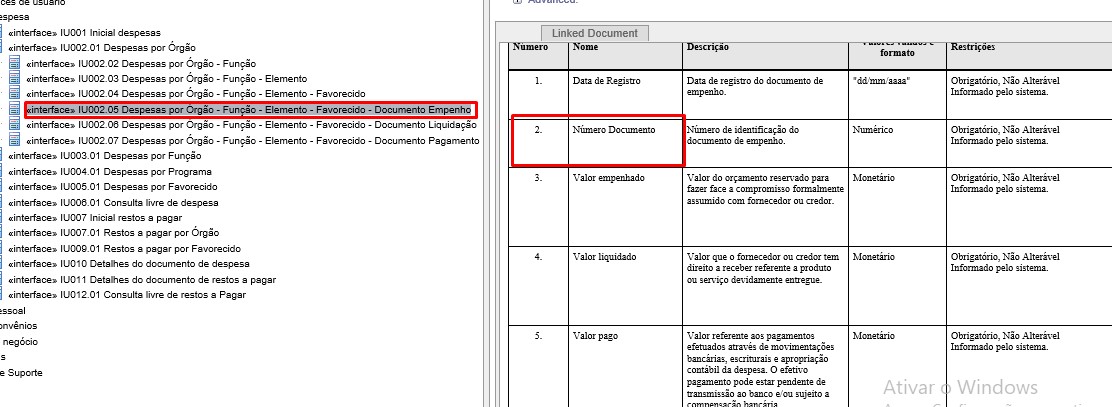 ces de usuário
espesa
«interface» IU001 Inicial despesas
«interface» IU002.01 Despesas por Órgão
«interface» IU002.02 Despesas por Órgão - Função
«interface» IU002.03 Despesas por Órgão - Função - Elemento
«interface» IU002.04 Despesas por Órgão - Função - Elemento - Favorecido
«interface» IU002.05 Despesas por Órgão - Função - Elemento - Favorecido - Documento Empenho
«interface» IU002.06 Despesas por Órgão - Função - Elemento - Favorecido - Documento Liquidação
«interface» IU002.07 Despesas por Órgão - Função - Elemento - Favorecido - Documento Pagamento
«interface» IU003.01 Despesas por Função
«interface» IU004.01 Despesas por Programa
«interface» IU005.01 Despesas por Favorecido
«interface» IU006.01 Consulta livre de despesa
«interface» IU007 Inicial restos a pagar
«interface» IU007.01 Restos a pagar por Órgão
«interface» IU009.01 Restos a pagar por Favorecido
«interface» IU010 Detalhes do documento de despesa
«interface» IU011 Detalhes do documento de restos a pagar
«interface» IU012.01 Consulta livre de restos a Pagar
essoal
onvênios
negócio
s
e Suporte
Advanced.
Linked Document
Número Nome Descrição Valores válidos e formato Restrições
1. Data de Registro Data de registro do documento de "dd/mm/aaaa" Obrigatório, Não Alterável
empenho. Informado pelo sistema.
2. Número Documento Número de identificação do Numérico Obrigatório, Não Alterável
documento de empenho. Informado pelo sistema.
3. Valor empenhado Valor do orçamento reservado para Monetário Obrigatório, Não Alterável
fazer face a compromisso formalmente Informado pelo sistema.
assumido com fornecedor ou credor.
4. Valor liquidado Valor que o fornecedor ou credor tem Monetário Obrigatório, Não Alterável
direito a receber referente a produto Informado pelo sistema.
ou serviço devidamente entregue.
5. Valor pago Valor referente aos pagamentos Monetário Obrigatório, Não Alterável
efetuados através de movimentações Informado pelo sistema.
bancárias, escriturais e apropriação
contábil da despesa. O efetivo
pagamento pode estar pendente de
transmissão ao banco e/ou sujeito a
compensação bancária.
Ativar o Windows